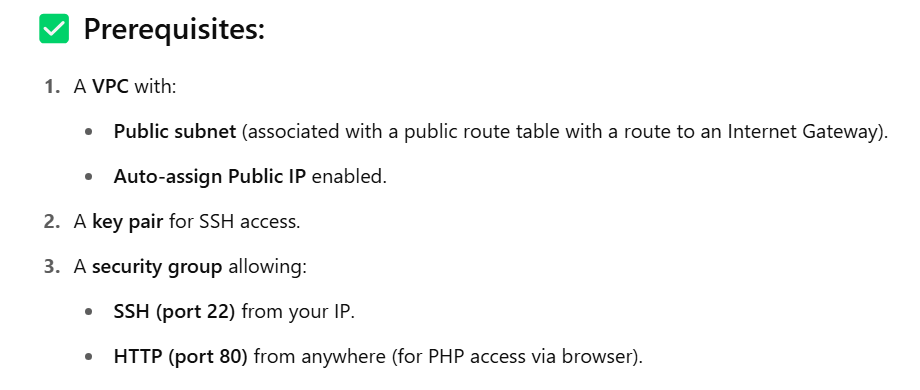 ✅ Prerequisites:
1. A VPC with:
• Public subnet (associated with a public route table with a route to an Internet Gateway).
• Auto-assign Public IP enabled.
2. A key pair for SSH access.
3. A security group allowing:
• SSH (port 22) from your IP.
• HTTP (port 80) from anywhere (for PHP access via browser).